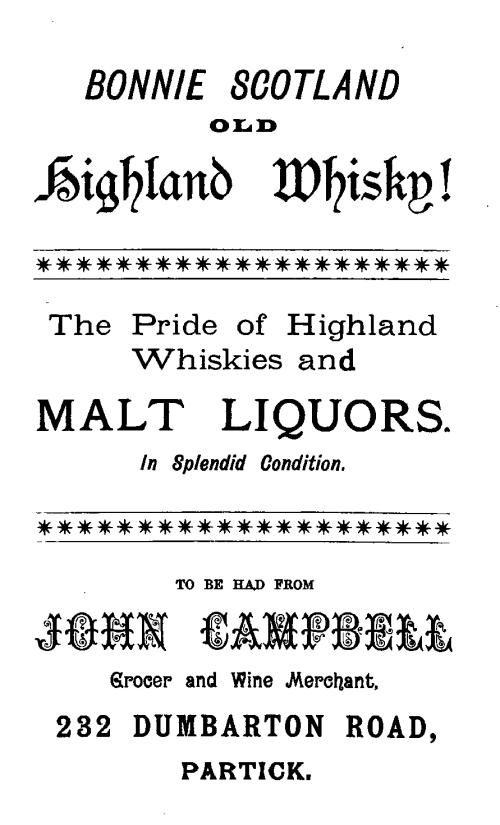 BONNIE SCOTLAND
OLD
Highland Whisky!
The Pride of Highland
Whiskies and
MALT LIQUORS.
In Splendid Condition.
TO BE HAD FROM
JOHN CAMPBELL
Grocer and Wine Merchant,
232 DUMBARTON ROAD,
PARTICK.